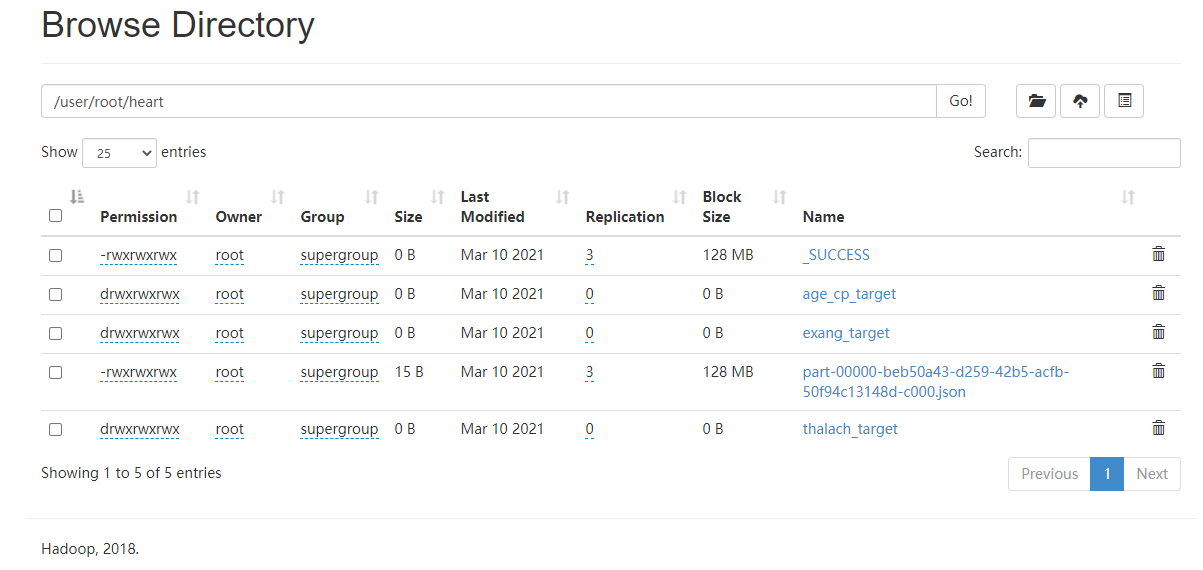 Browse Directory
/user/root/heart Go!
Show 25 entries Search:
Permission Owner Group Size Last Modified Replication Block Size Name
-rwxrwxrwx root supergroup 0 B Mar 10 2021 3 128 MB _SUCCESS
drwxrwxrwx root supergroup 0 B Mar 10 2021 0 0 B age_cp_target
drwxrwxrwx root supergroup 0 B Mar 10 2021 0 0 B exang_target
-rwxrwxrwx root supergroup 15 B Mar 10 2021 3 128 MB part-00000-beb50a43-d259-42b5-acfb-
50f94c13148d-c000.json
drwxrwxrwx root supergroup 0 B Mar 10 2021 0 0 B thalach_target
Showing 1 to 5 of 5 entries Previous 1 Next
Hadoop, 2018.